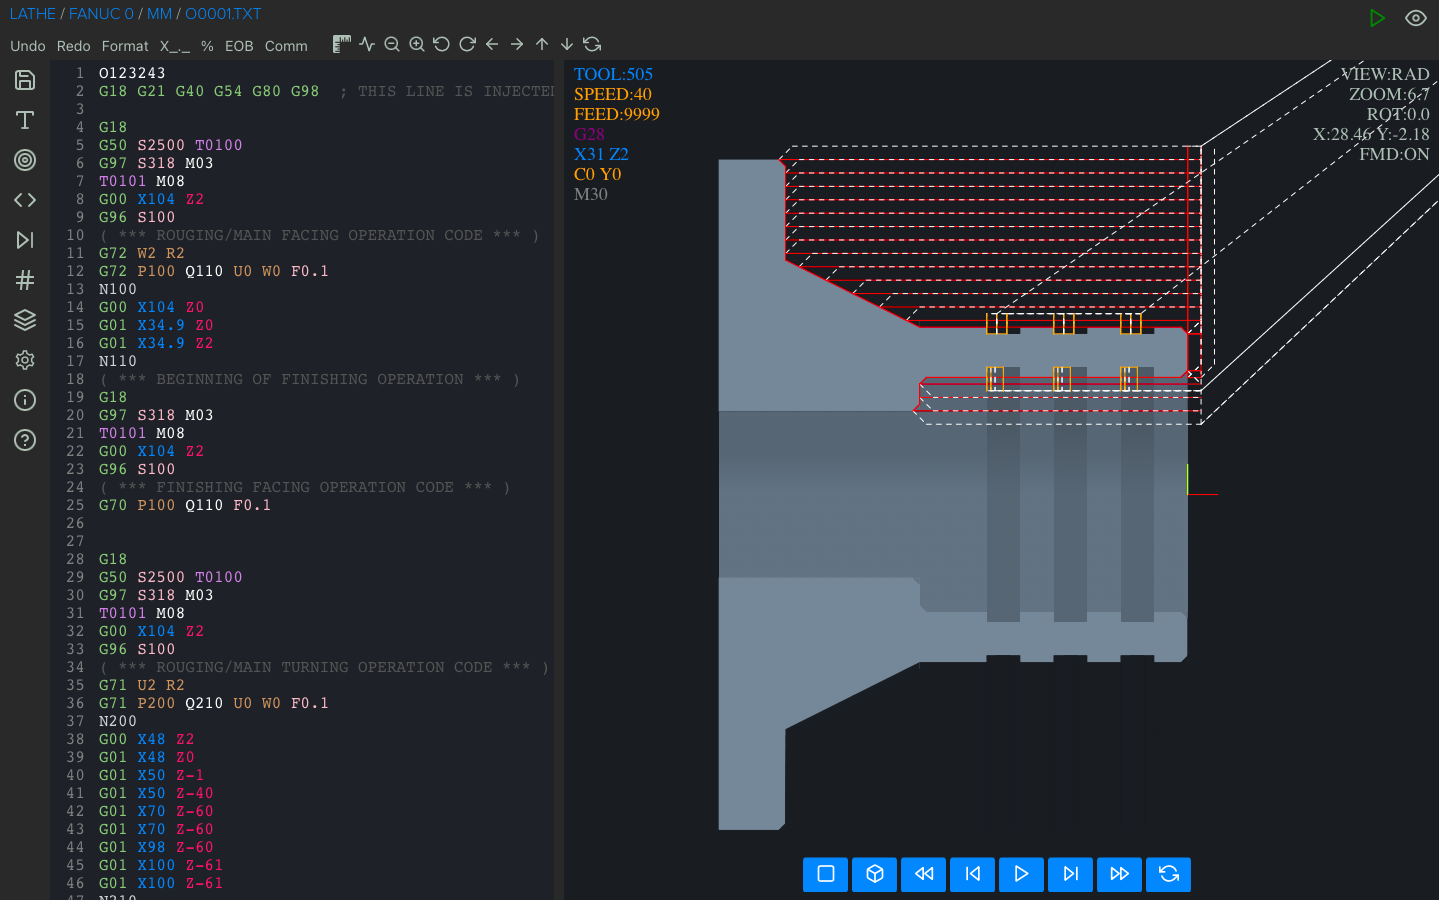 LATHE / FANUC 0 / MM / O0001.TXT
Undo Redo Format X_._ % EOB Comm
1 O123243
2 G18 G21 G40 G54 G80 G98 ; THIS LINE IS INJECTE
3
4 G18
5 G50 S2500 T0100
6 G97 S318 M03
7 T0101 M08
8 G00 X104 Z2
9 G96 S100
10 ( *** ROUGING/MAIN FACING OPERATION CODE *** )
11 G72 W2 R2
12 G72 P100 Q110 U0 W0 F0.1
13 N100
14 G00 X104 Z0
15 G01 X34.9 Z0
16 G01 X34.9 Z2
17 N110
18 ( *** BEGINNING OF FINISHING OPERATION *** )
19 G18
20 G97 S318 M03
21 T0101 M08
22 G00 X104 Z2
23 G96 S100
24 ( *** FINISHING FACING OPERATION CODE *** )
25 G70 P100 Q110 F0.1
26
27
28 G18
29 G50 S2500 T0100
30 G97 S318 M03
31 T0101 M08
32 G00 X104 Z2
33 G96 S100
34 ( *** ROUGING/MAIN TURNING OPERATION CODE *** )
35 G71 U2 R2
36 G71 P200 Q210 U0 W0 F0.1
37 N200
38 G00 X48 Z2
39 G01 X48 Z0
40 G01 X50 Z-1
41 G01 X50 Z-40
42 G01 X70 Z-60
43 G01 X70 Z-60
44 G01 X98 Z-60
45 G01 X100 Z-61
46 G01 X100 Z-61
47 N210
TOOL:505
SPEED:40
FEED:9999
G28
X31 Z2
C0 Y0
M30
VIEW:RAD
ZOOM:6.7
ROT:0.0
X:28.46 Y:-2.18
FMD:ON